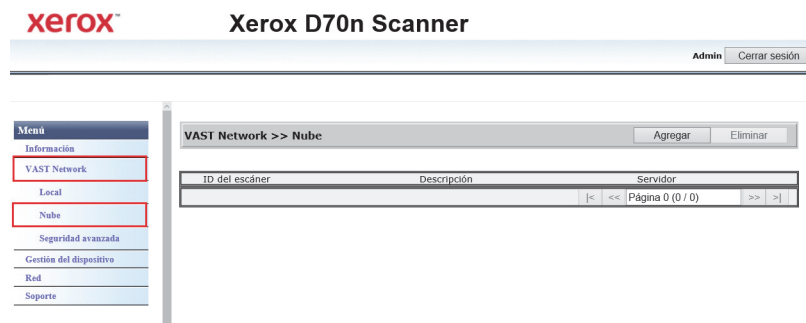 xerox™
Xerox D70n Scanner
Admin Cerrar sesión
Menú
Información
VAST Network
Local
Nube
Seguridad avanzada
Gestión del dispositivo
Red
Soporte
VAST Network >> Nube
Agregar Eliminar
ID del escáner Descripción Servidor
|< << Página 0 (0 / 0) >> >|